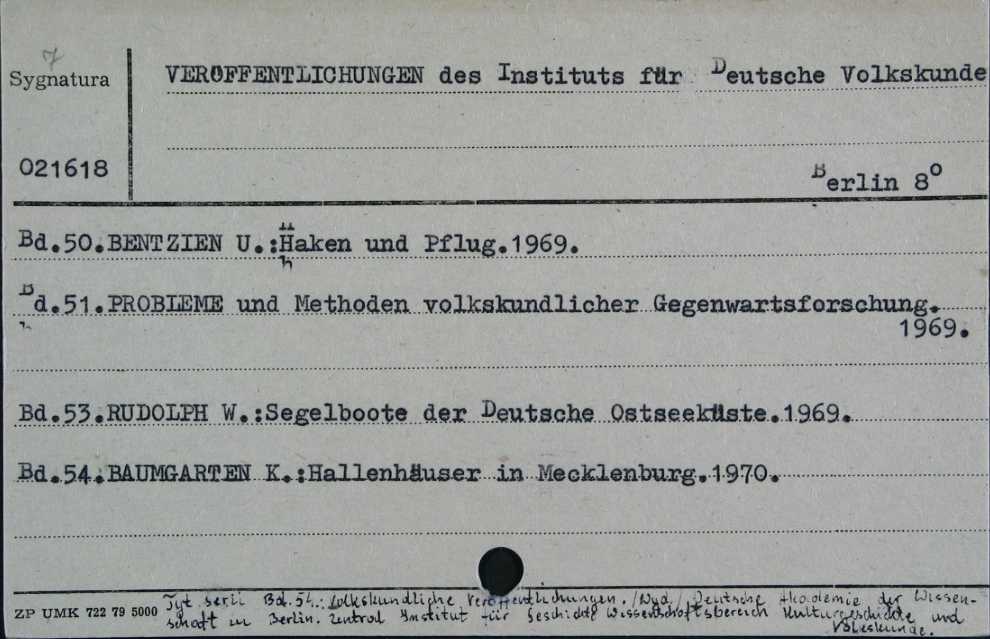 7
Sygnatura
VERÖFFENTLICHUNGEN des Instituts für Deutsche Volkskunde
021618
Berlin 8°
Bd.50.BENTZIEN U.:Haken und Pflug.1969.
Bd.51.PROBLEME und Methoden volkskundlicher Gegenwartsforschung.
1969.
Bd.53.RUDOLPH W.:Segelboote der Deutsche Ostseeküste.1969.
Bd.54.BAUMGARTEN K.:Hallenhäuser in Mecklenburg.1970.
Tyt. serii Bd.54.: Volkskundliche Veröffentlichungen. /Wyd./ Deutsche Akademie der Wissen-
schaft zu Berlin. Zentral Institut für Geschichte Wissenschaftsbereich Kulturgeschichte und
Volkskunde.
ZP UMK 722 79 5000